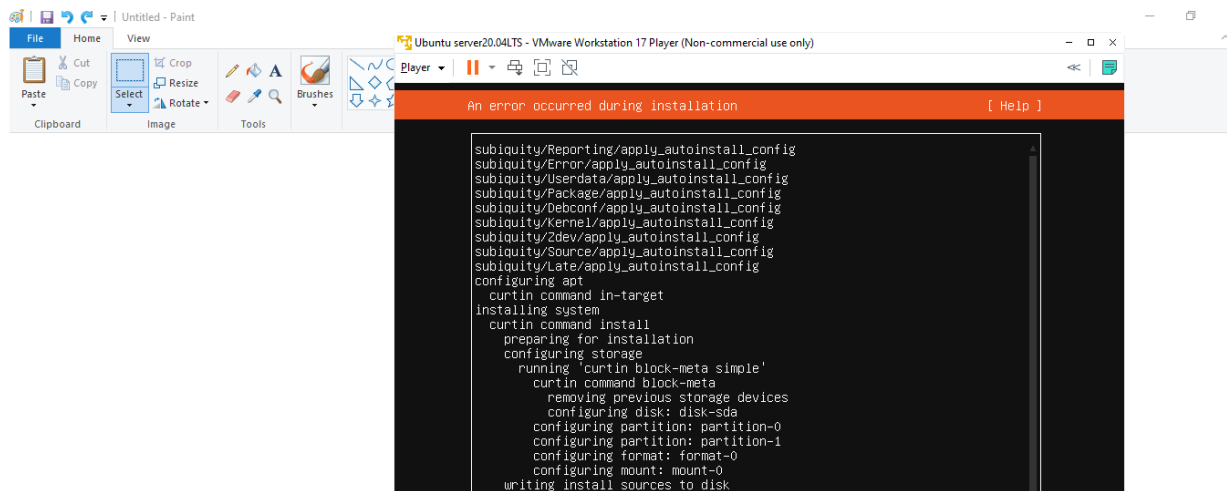 Untitled - Paint
File Home View
Paste
Cut
Copy
Clipboard
Select
Crop
Resize
Rotate
Image
Tools
Brushes
Ubuntu server20.04LTS - VMware Workstation 17 Player (Non-commercial use only)
Player
An error occurred during installation [ Help ]
subiquity/Reporting/apply_autoinstall_config
subiquity/Error/apply_autoinstall_config
subiquity/Userdata/apply_autoinstall_config
subiquity/Package/apply_autoinstall_config
subiquity/Debconf/apply_autoinstall_config
subiquity/Kernel/apply_autoinstall_config
subiquity/Zdev/apply_autoinstall_config
subiquity/Source/apply_autoinstall_config
subiquity/Late/apply_autoinstall_config
configuring apt
curtin command in-target
installing system
curtin command install
preparing for installation
configuring storage
running 'curtin block-meta simple'
curtin command block-meta
removing previous storage devices
configuring disk: disk-sda
configuring partition: partition-0
configuring partition: partition-1
configuring format: format-0
configuring mount: mount-0
writing install sources to disk